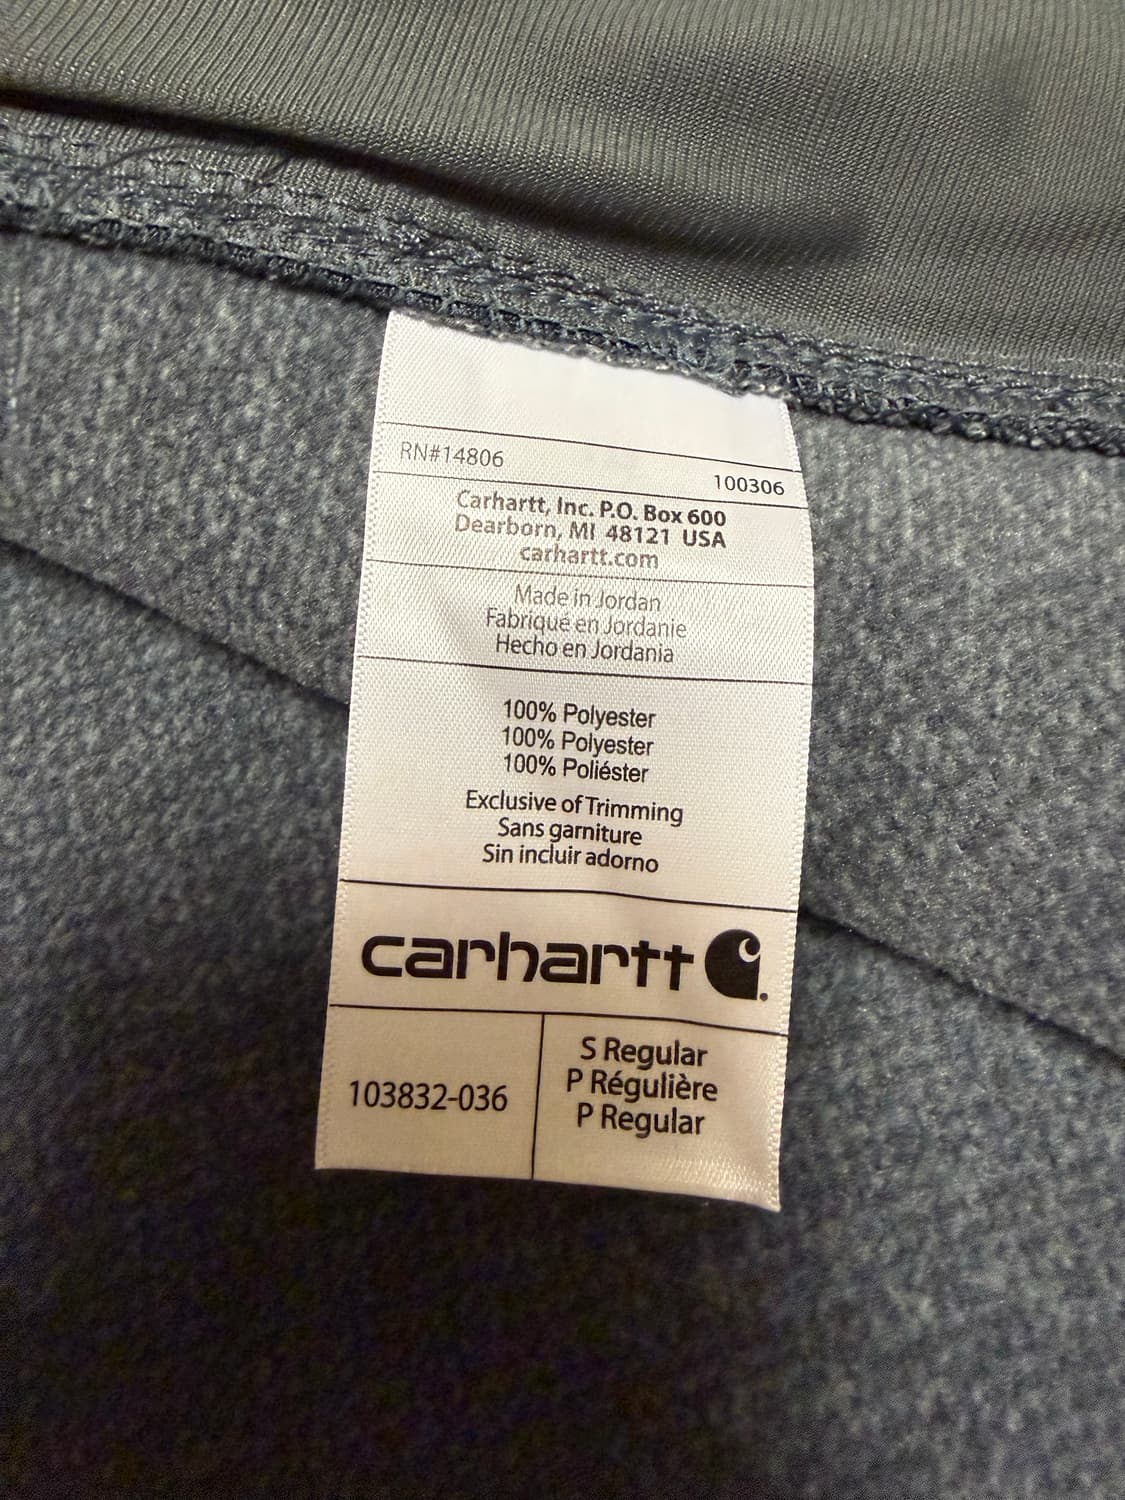 RN#14806
100306
Carhartt, Inc. P.O. Box 600
Dearborn, MI 48121 USA
carhartt.com
Made in Jordan
Fabriqué en Jordanie
Hecho en Jordania
100% Polyester
100% Polyester
100% Poliéster
Exclusive of Trimming
Sans garniture
Sin incluir adorno
carhartt
103832-036
S Regular
P Régulière
P Regular